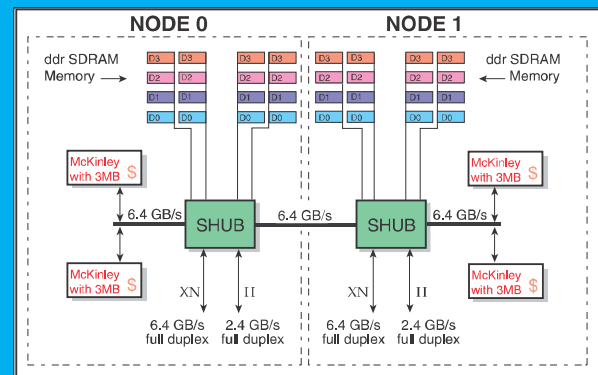 NODE 0
NODE 1
ddr SDRAM
Memory
D3 D3 D3 D3
D2 D2 D2 D2
D1 D1 D1 D1
D0 D0 D0 D0
D3 D3 D3 D3
D2 D2 D2 D2
D1 D1 D1 D1
D0 D0 D0 D0
ddr SDRAM
Memory
McKinley
with 3MB $
6.4 GB/s
SHUB
6.4 GB/s
SHUB
6.4 GB/s
McKinley
with 3MB $
McKinley
with 3MB $
McKinley
with 3MB $
XN
II
XN
II
6.4 GB/s
full duplex
2.4 GB/s
full duplex
6.4 GB/s
full duplex
2.4 GB/s
full duplex